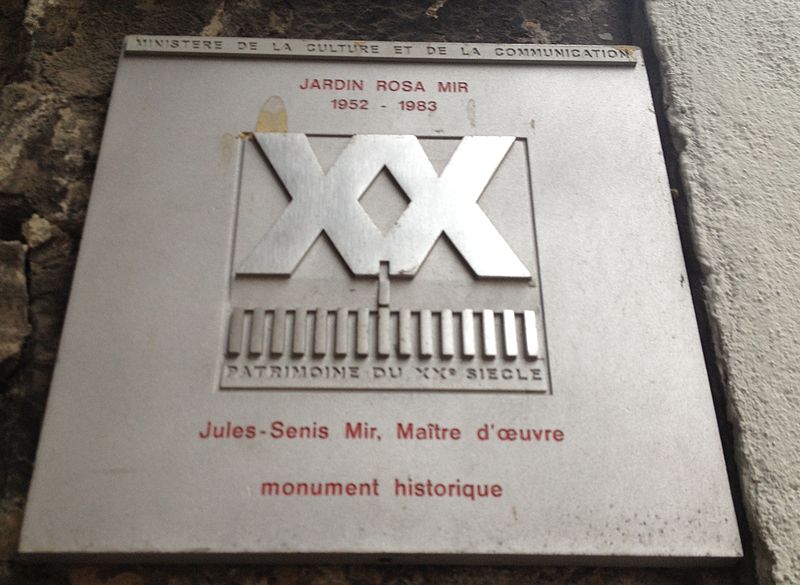 MINISTERE DE LA CULTURE ET DE LA COMMUNICATION
JARDIN ROSA MIR
1952 - 1983
XX
PATRIMOINE DU XXe SIECLE
Jules-Senis Mir, Maître d'œuvre
monument historique